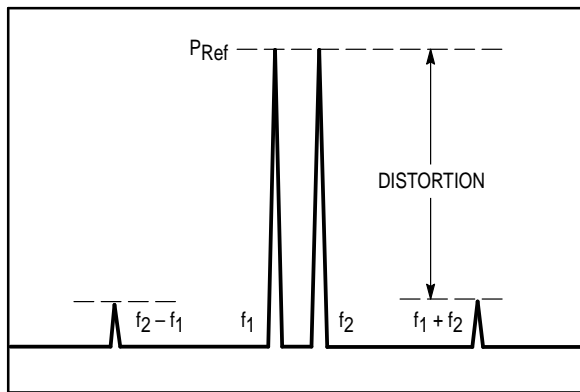 PRef
DISTORTION
f2 – f1
f1
f2
f1 + f2